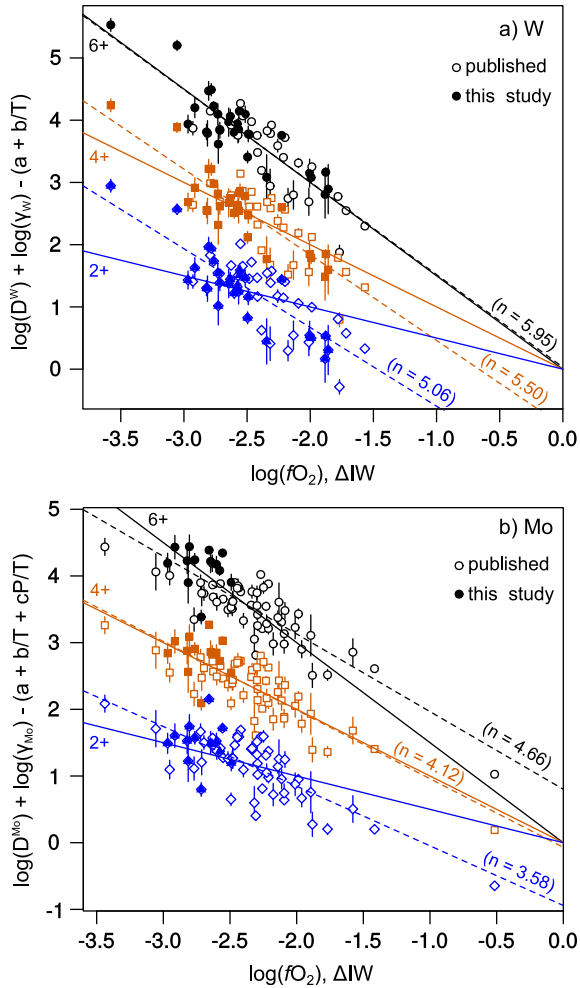 a) W
published
this study
6+
4+
2+
(n = 5.95)
(n = 5.50)
(n = 5.06)
5
4
3
2
1
0
log(Dᵂ) + log(γ_W) - (a + b/T)
-3.5 -3.0 -2.5 -2.0 -1.5 -1.0 -0.5 0.0
log(fO₂), ΔIW
b) Mo
published
this study
6+
4+
2+
(n = 4.66)
(n = 4.12)
(n = 3.58)
5
4
3
2
1
0
-1
log(Dᴹᵒ) + log(γ_Mo) - (a + b/T + cP/T)
-3.5 -3.0 -2.5 -2.0 -1.5 -1.0 -0.5 0.0
log(fO₂), ΔIW